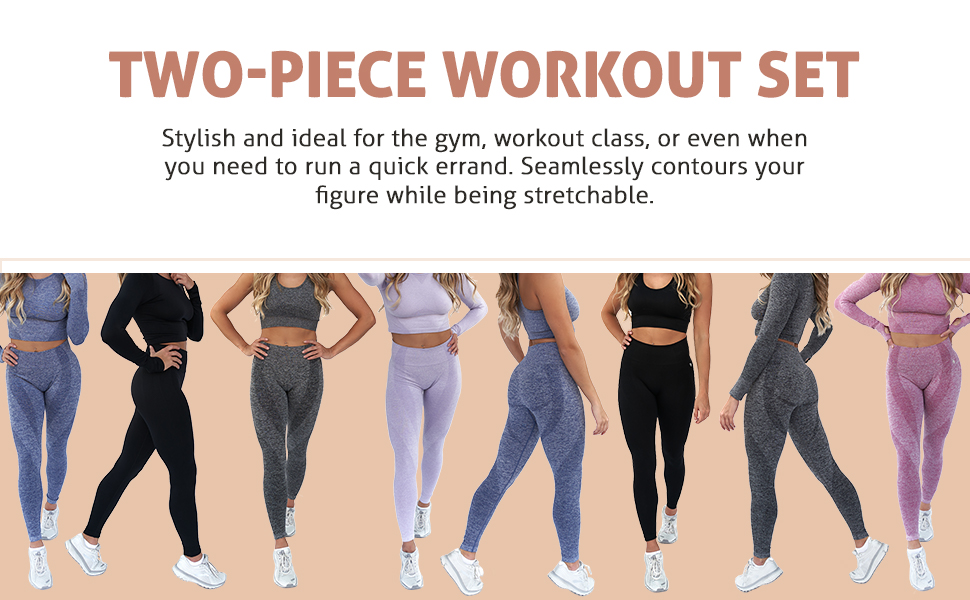 TWO-PIECE WORKOUT SET
Stylish and ideal for the gym, workout class, or even when
you need to run a quick errand. Seamlessly contours your
figure while being stretchable.